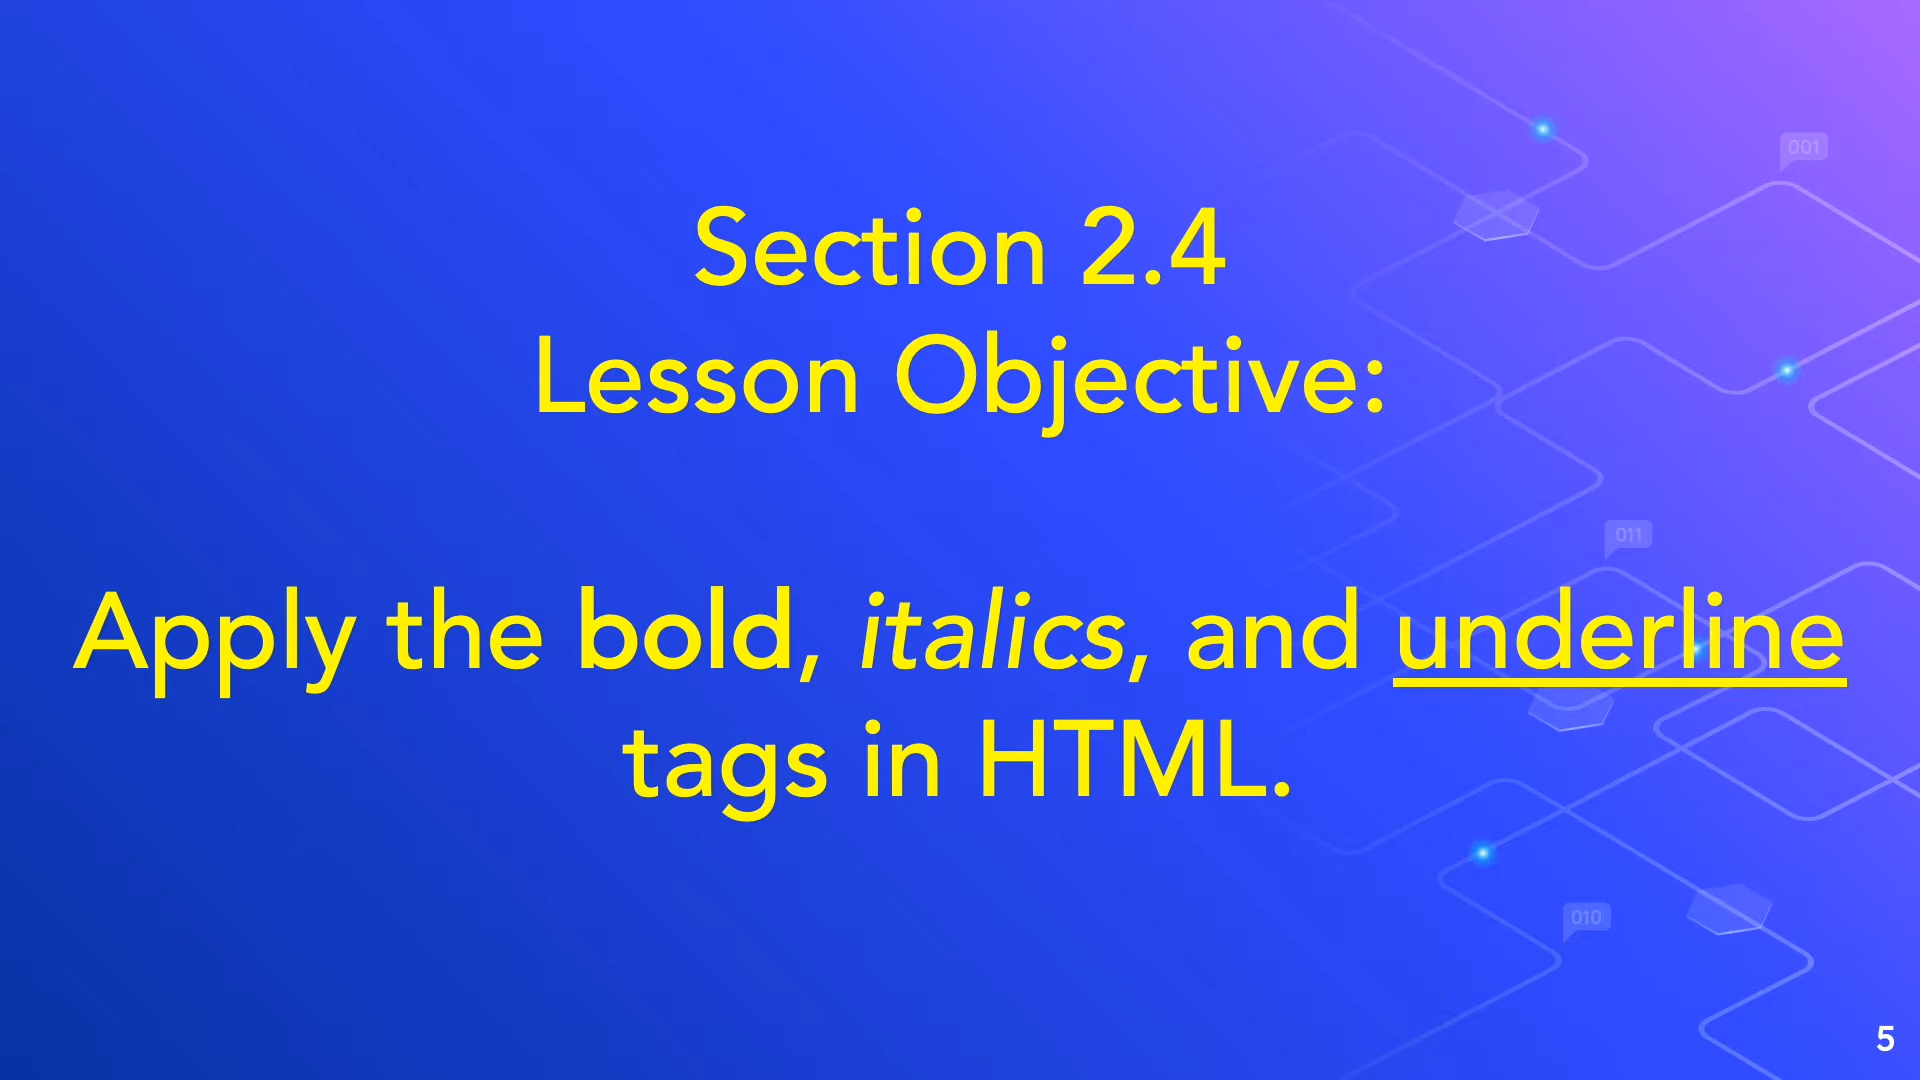 Section 2.4
Lesson Objective:
Apply the bold, italics, and underline
tags in HTML.
001
011
010
5